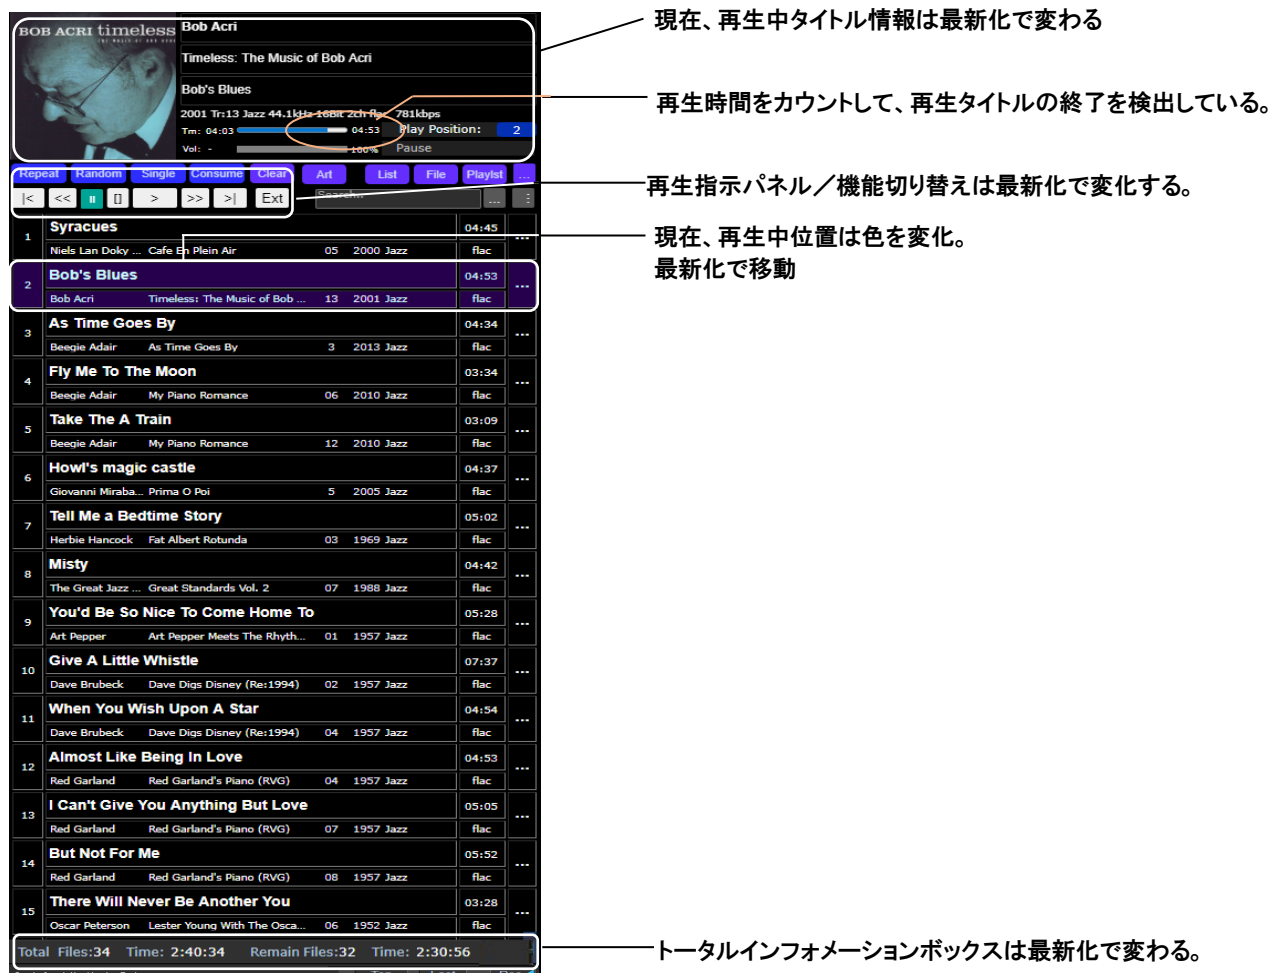 BOB ACRI timeless
THE MUSIC OF BOB ACRI
Bob Acri
Timeless: The Music of Bob Acri
Bob's Blues
2001 Tr:13 Jazz 44.1kHz 16Bit 2ch flac 781kbps
Tm: 04:03 04:53 Play Position: 2
Vol: - 100% Pause
Repeat Random Single Consume Clear Art List File Playlst ...
|< << II [] > >> >| Ext Search... ... :
1 Syracues 04:45 ...
Niels Lan Doky ... Cafe En Plein Air 05 2000 Jazz flac
2 Bob's Blues 04:53 ...
Bob Acri Timeless: The Music of Bob ... 13 2001 Jazz flac
3 As Time Goes By 04:34 ...
Beegie Adair As Time Goes By 3 2013 Jazz flac
4 Fly Me To The Moon 03:34 ...
Beegie Adair My Piano Romance 06 2010 Jazz flac
5 Take The A Train 03:09 ...
Beegie Adair My Piano Romance 12 2010 Jazz flac
6 Howl's magic castle 04:37 ...
Giovanni Miraba... Prima O Poi 5 2005 Jazz flac
7 Tell Me a Bedtime Story 05:02 ...
Herbie Hancock Fat Albert Rotunda 03 1969 Jazz flac
8 Misty 04:42 ...
The Great Jazz ... Great Standards Vol. 2 07 1988 Jazz flac
9 You'd Be So Nice To Come Home To 05:28 ...
Art Pepper Art Pepper Meets The Rhyth... 01 1957 Jazz flac
10 Give A Little Whistle 07:37 ...
Dave Brubeck Dave Digs Disney (Re:1994) 02 1957 Jazz flac
11 When You Wish Upon A Star 04:54 ...
Dave Brubeck Dave Digs Disney (Re:1994) 04 1957 Jazz flac
12 Almost Like Being In Love 04:53 ...
Red Garland Red Garland's Piano (RVG) 04 1957 Jazz flac
13 I Can't Give You Anything But Love 05:05 ...
Red Garland Red Garland's Piano (RVG) 07 1957 Jazz flac
14 But Not For Me 05:52 ...
Red Garland Red Garland's Piano (RVG) 08 1957 Jazz flac
15 There Will Never Be Another You 03:28 ...
Oscar Peterson Lester Young With The Osca... 06 1952 Jazz flac
Total Files:34 Time: 2:40:34 Remain Files:32 Time: 2:30:56
現在、再生中タイトル情報は最新化で変わる
再生時間をカウントして、再生タイトルの終了を検出している。
再生指示パネル／機能切り替えは最新化で変化する。
現在、再生中位置は色を変化。
最新化で移動
トータルインフォメーションボックスは最新化で変わる。